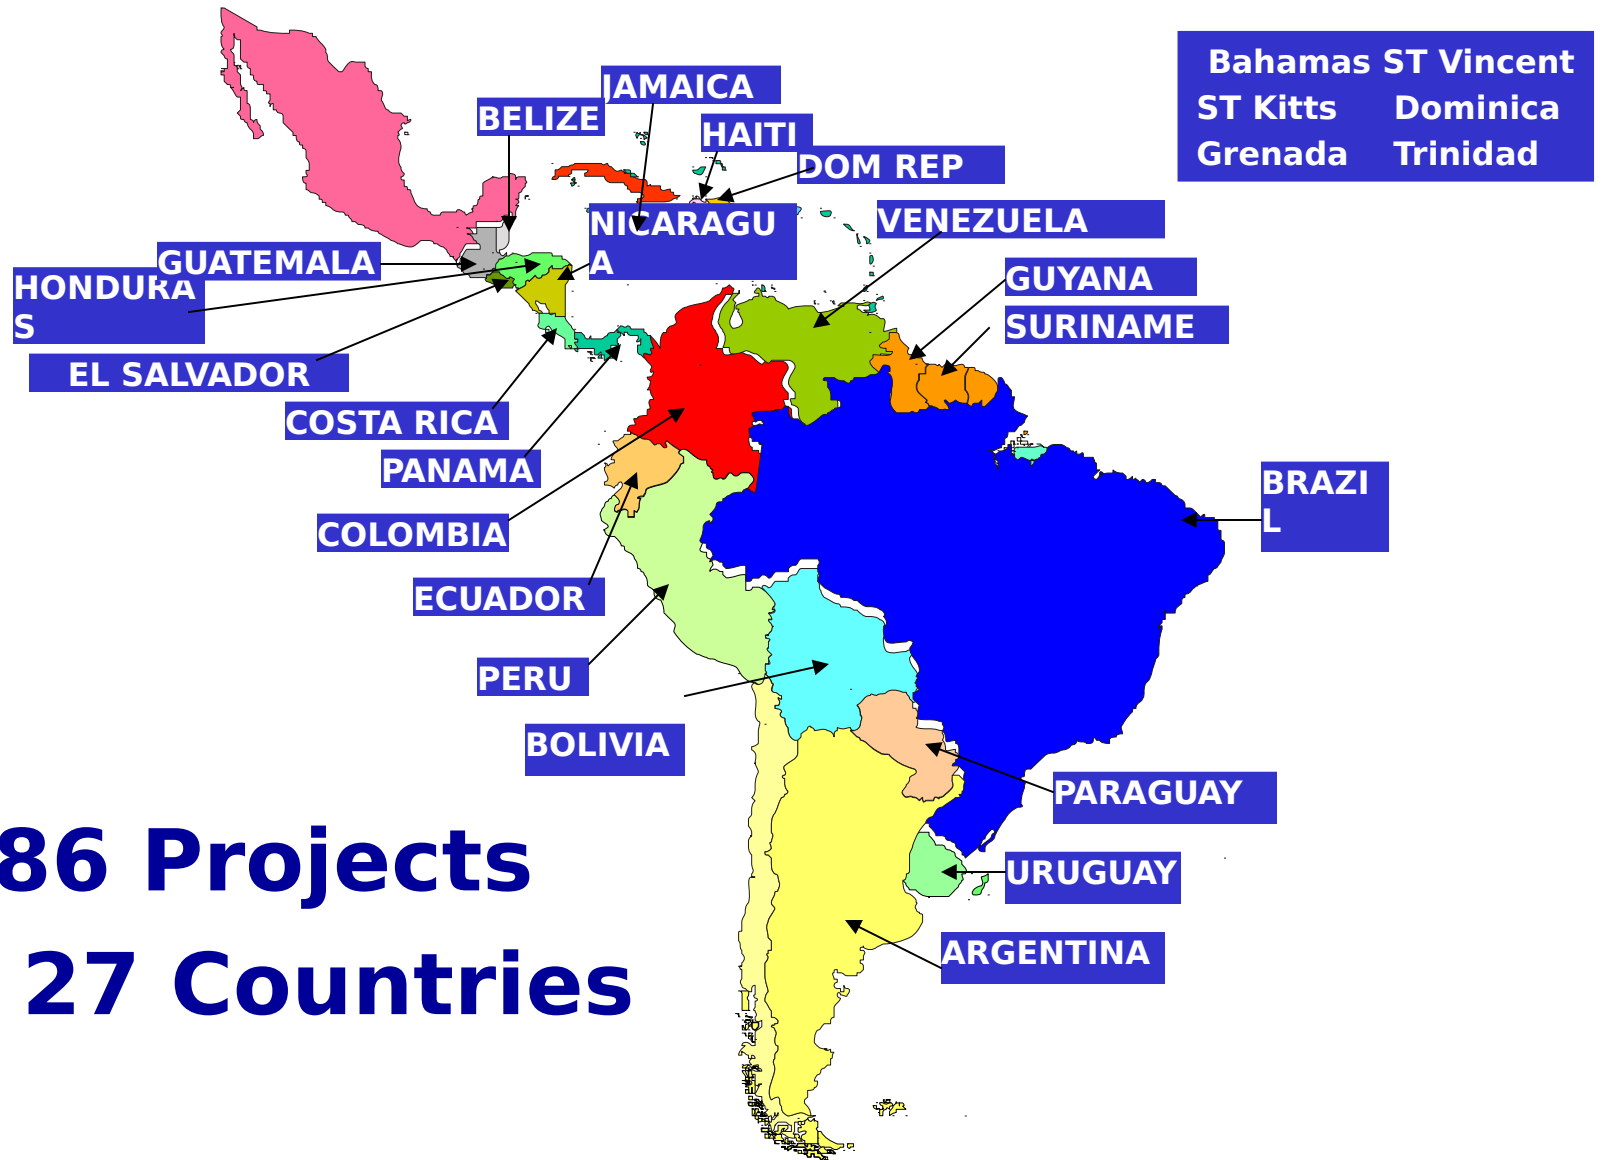 Bahamas ST Vincent
ST Kitts Dominica
Grenada Trinidad
JAMAICA
BELIZE
HAITI
DOM REP
NICARAGU
A
VENEZUELA
GUATEMALA
HONDURA
S
GUYANA
SURINAME
EL SALVADOR
COSTA RICA
PANAMA
BRAZI
L
COLOMBIA
ECUADOR
PERU
BOLIVIA
PARAGUAY
86 Projects
URUGUAY
ARGENTINA
27 Countries